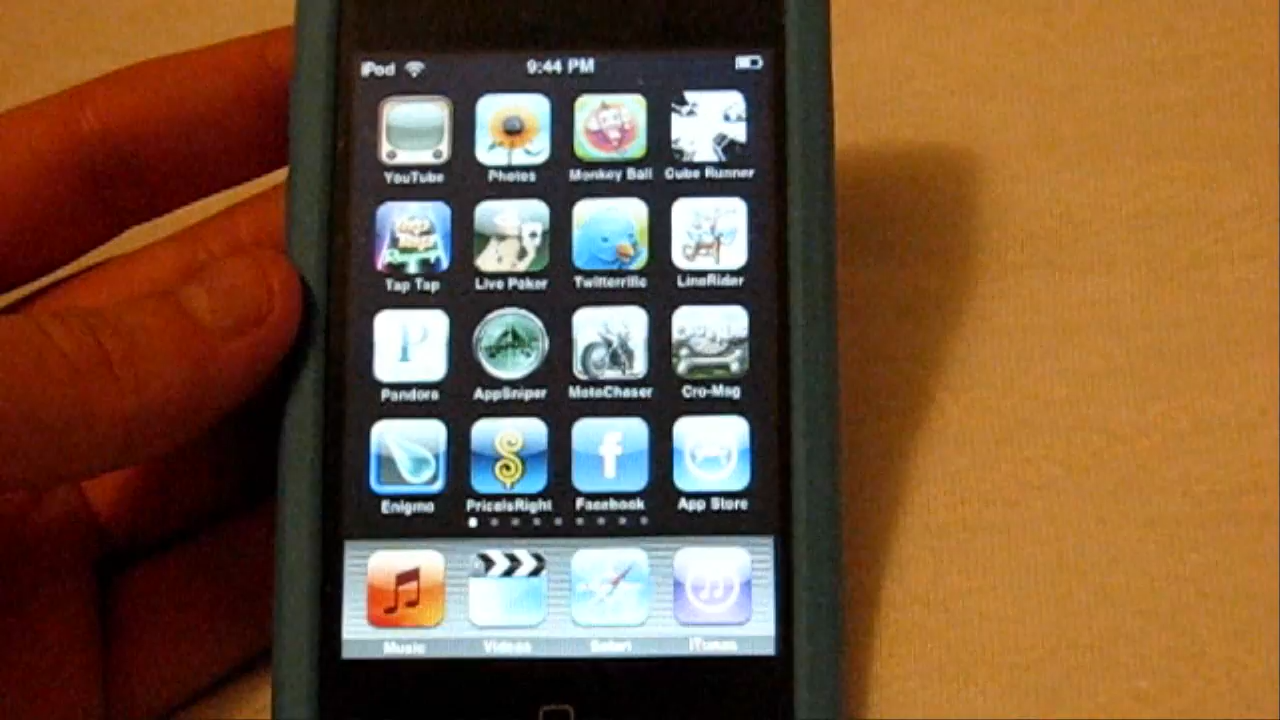 iPod 9:44 PM
YouTube Photos Monkey Ball Cube Runner
Tap Tap Live Poker Twitterrific LineRider
P
Pandora AppSniper MotoChaser Cro-Mag
f
Enigmo PriceIsRight Facebook App Store
Music Videos Safari iTunes